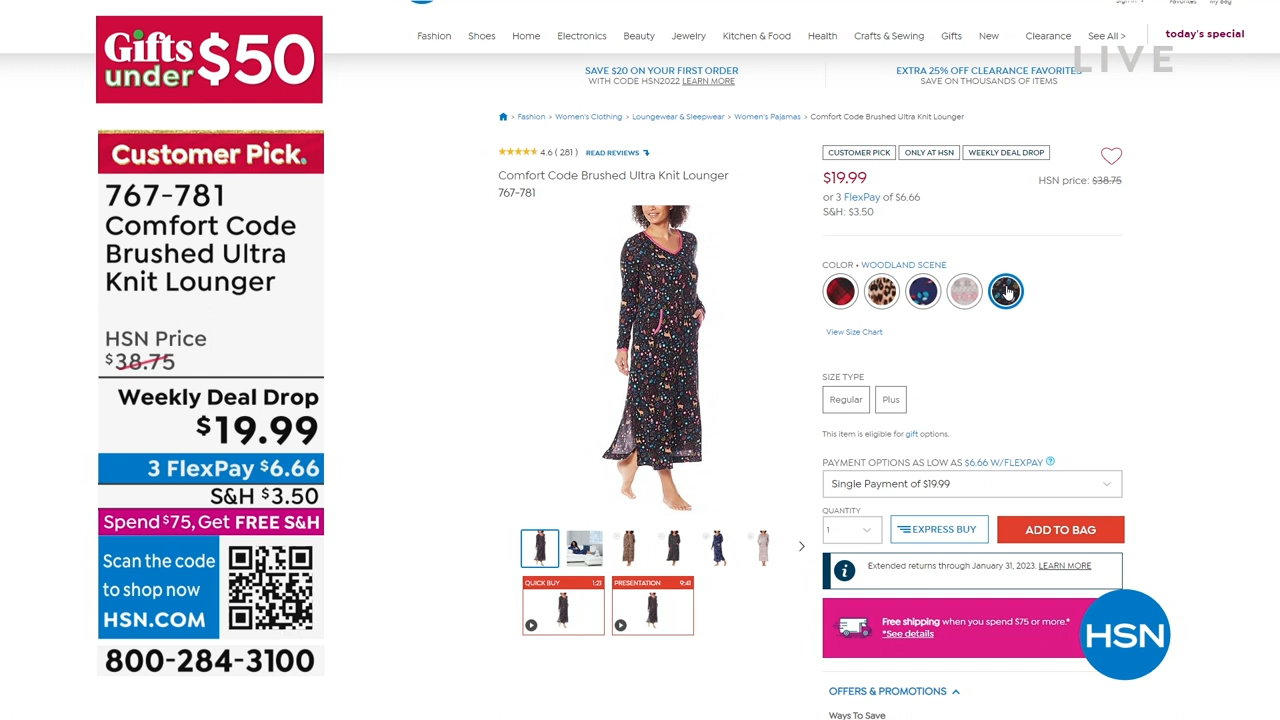 Gifts under $50
Customer Pick.
767-781
Comfort Code
Brushed Ultra
Knit Lounger
HSN Price
$38.75
Weekly Deal Drop
$19.99
3 FlexPay $6.66
S&H $3.50
Spend $75, Get FREE S&H
Scan the code
to shop now
HSN.COM
800-284-3100
Fashion Shoes Home Electronics Beauty Jewelry Kitchen & Food Health Crafts & Sewing Gifts New Clearance See All > today's special
LIVE
SAVE $20 ON YOUR FIRST ORDER
WITH CODE HSN2022 LEARN MORE
EXTRA 25% OFF CLEARANCE FAVORITES
SAVE ON THOUSANDS OF ITEMS
> Fashion > Women's Clothing > Loungewear & Sleepwear > Women's Pajamas > Comfort Code Brushed Ultra Knit Lounger
4.6 ( 281 ) READ REVIEWS
Comfort Code Brushed Ultra Knit Lounger
767-781
QUICK BUY 1:21
PRESENTATION 9:41
CUSTOMER PICK ONLY AT HSN WEEKLY DEAL DROP
$19.99 HSN price: $38.75
or 3 FlexPay of $6.66
S&H: $3.50
COLOR • WOODLAND SCENE
View Size Chart
SIZE TYPE
Regular Plus
This item is eligible for gift options.
PAYMENT OPTIONS AS LOW AS $6.66 W/FLEXPAY
Single Payment of $19.99
QUANTITY
1 EXPRESS BUY ADD TO BAG
Extended returns through January 31, 2023. LEARN MORE
Free shipping when you spend $75 or more.*
*See details
HSN
OFFERS & PROMOTIONS
Ways To Save